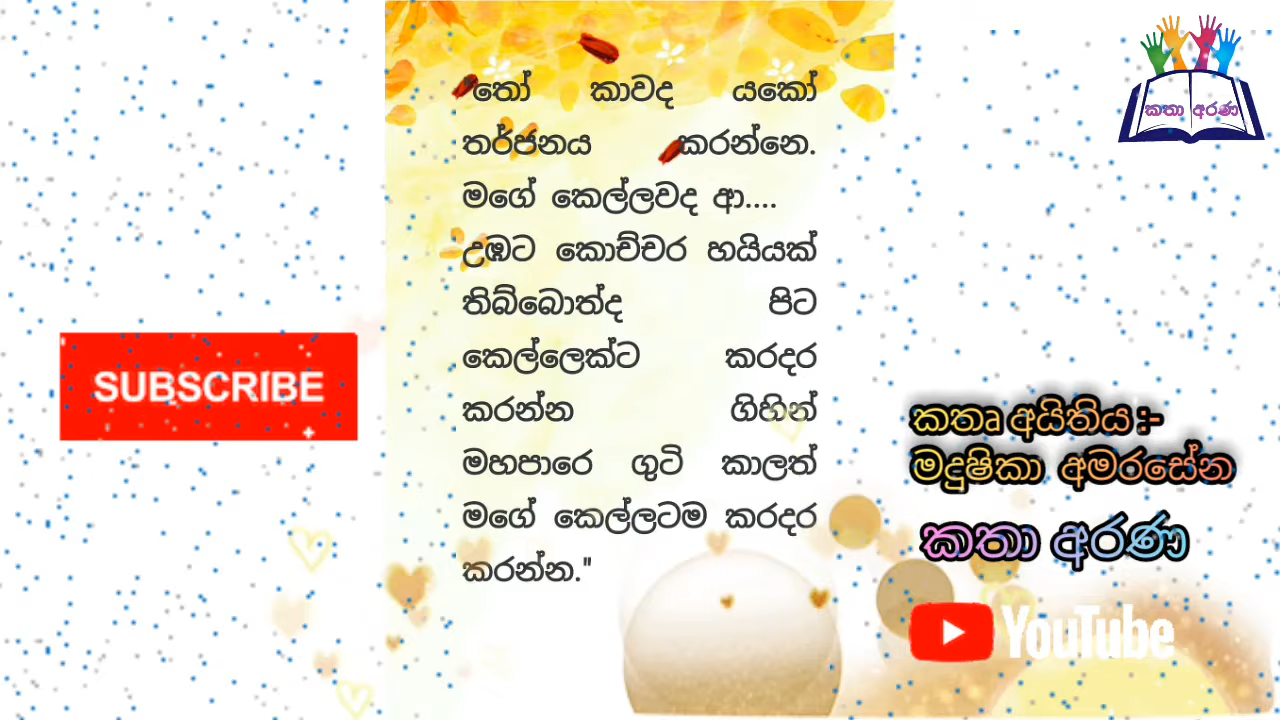 "තෝ කාවද යකෝ
තර්ජනය කරන්නෙ.
මගේ කෙල්ලවද ආ....
උඹට කොච්චර හයියක්
තිබ්බොත්ද පිට
කෙල්ලෙක්ට කරදර
කරන්න ගිහින්
මහපාරෙ ගුටි කාලත්
මගේ කෙල්ලටම කරදර
කරන්න."
කතා අරණ
SUBSCRIBE
කතෘ අයිතිය :-
මදුෂිකා අමරසේන
කතා අරණ
YouTube